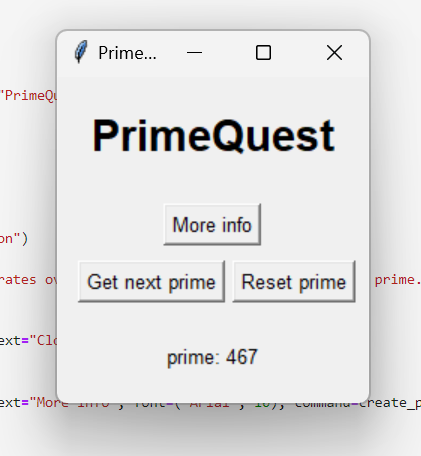 Prime...
"PrimeQu
PrimeQuest
More info
on")
Get next prime Reset prime
rates ov prime.
ext="Clo
prime: 467
ext="More info", font=("Arial", 10), command=create_p